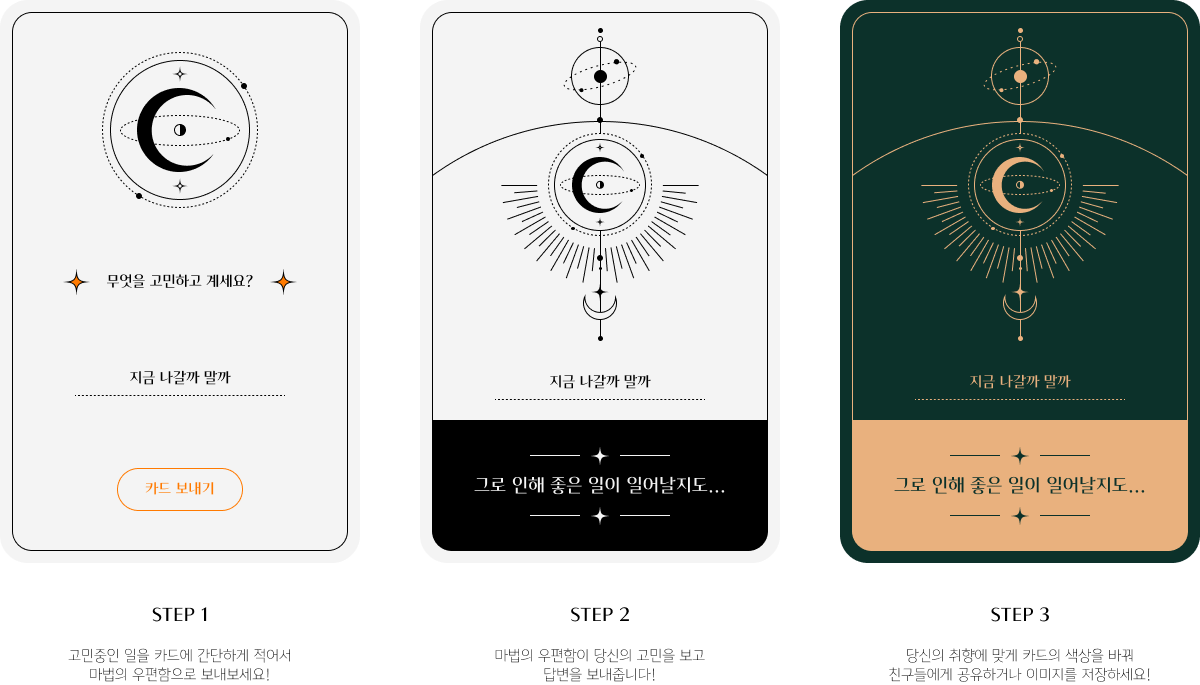 무엇을 고민하고 계세요?
지금 나갈까 말까
카드 보내기
STEP 1
고민중인 일을 카드에 간단하게 적어서
마법의 우편함으로 보내보세요!
지금 나갈까 말까
그로 인해 좋은 일이 일어날지도...
STEP 2
마법의 우편함이 당신의 고민을 보고
답변을 보내줍니다!
지금 나갈까 말까
그로 인해 좋은 일이 일어날지도...
STEP 3
당신의 취향에 맞게 카드의 색상을 바꿔
친구들에게 공유하거나 이미지를 저장하세요!